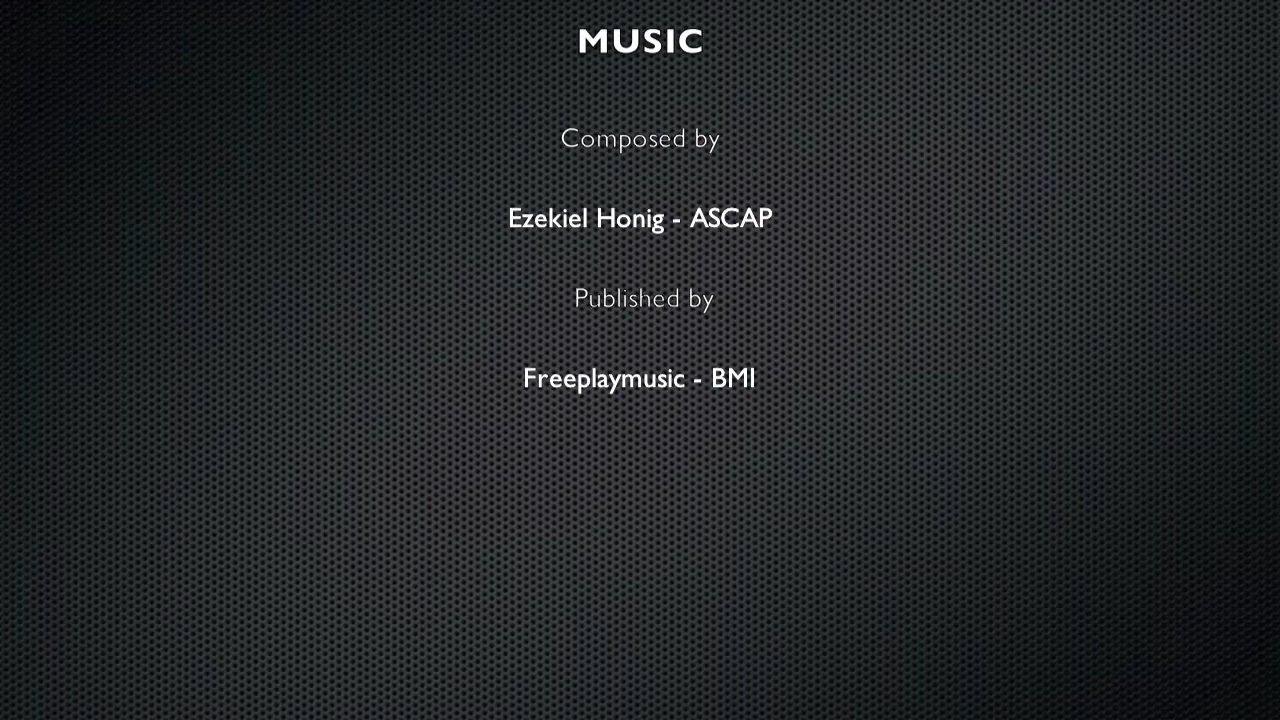 MUSIC
Composed by
Ezekiel Honig - ASCAP
Published by
Freeplaymusic - BMI